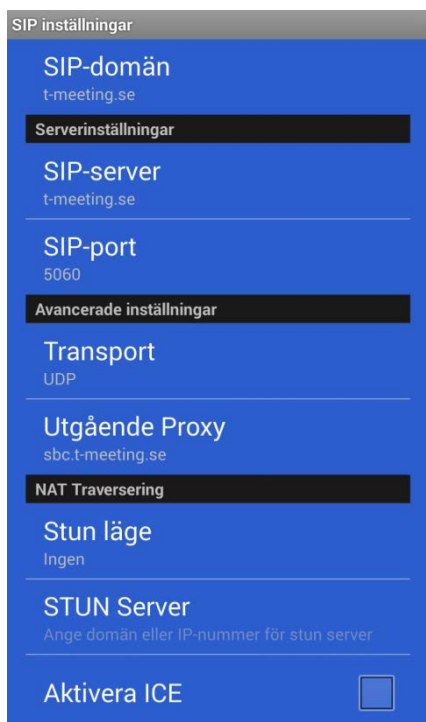 SIP inställningar
SIP-domän
t-meeting.se
Serverinställningar
SIP-server
t-meeting.se
SIP-port
5060
Avancerade inställningar
Transport
UDP
Utgående Proxy
sbc.t-meeting.se
NAT Traversering
Stun läge
Ingen
STUN Server
Ange domän eller IP-nummer för stun server
Aktivera ICE